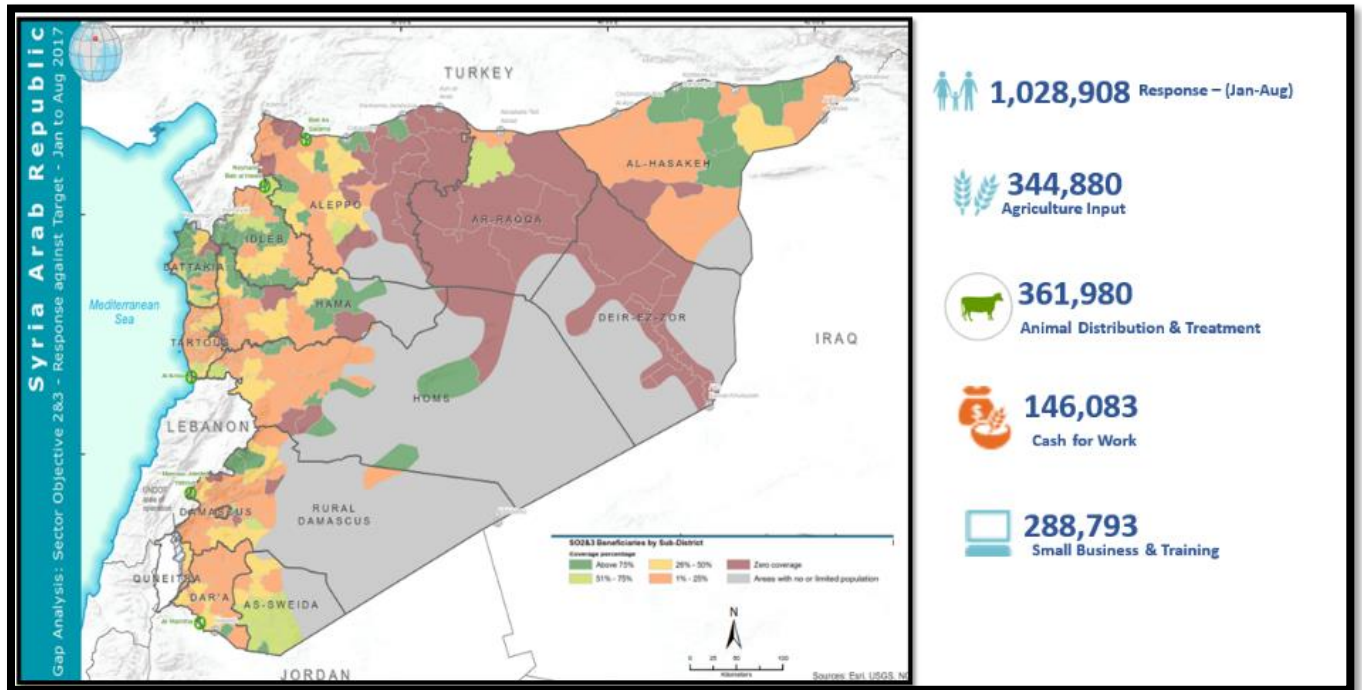 Syria Arab Republic
Gap Analysis: Sector Objective 2&3 - Response against Target - Jan to Aug 2017
TURKEY
AL-HASAKEH
ALEPPO
AR-RAQQA
IDLEB
LATTAKIA
Mediterranean
Sea
HAMA
DEIR-EZ-ZOR
IRAQ
TARTOUS
HOMS
LEBANON
DAMASCUS
RURAL
DAMASCUS
QUNEITRA
DAR'A
AS-SWEIDA
JORDAN
SO2&3 Beneficiaries by Sub-District
Coverage percentage
Above 75%
26% - 50%
Zero coverage
51% - 75%
1% - 25%
Areas with no or limited population
N
Kilometers
Sources: Esri, USGS, NO
1,028,908 Response – (Jan-Aug)
344,880
Agriculture Input
361,980
Animal Distribution & Treatment
146,083
Cash for Work
288,793
Small Business & Training